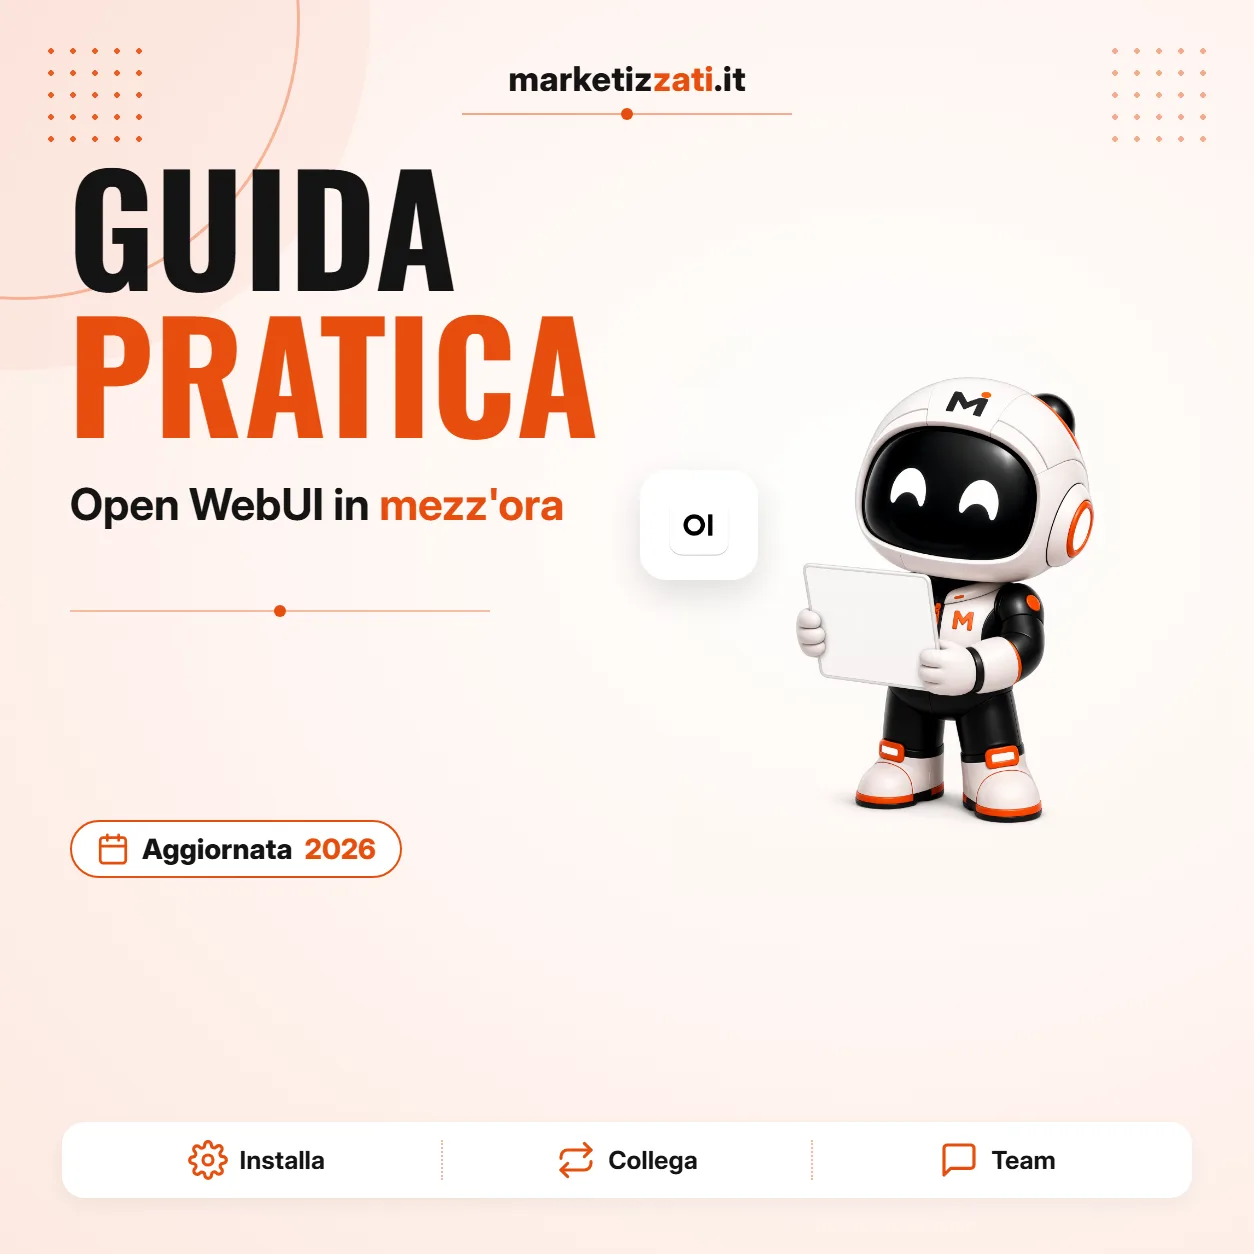 marketizzati.it
GUIDA
PRATICA
Open WebUI in mezz'ora
OI
M
M
Aggiornata 2026
Installa
Collega
Team